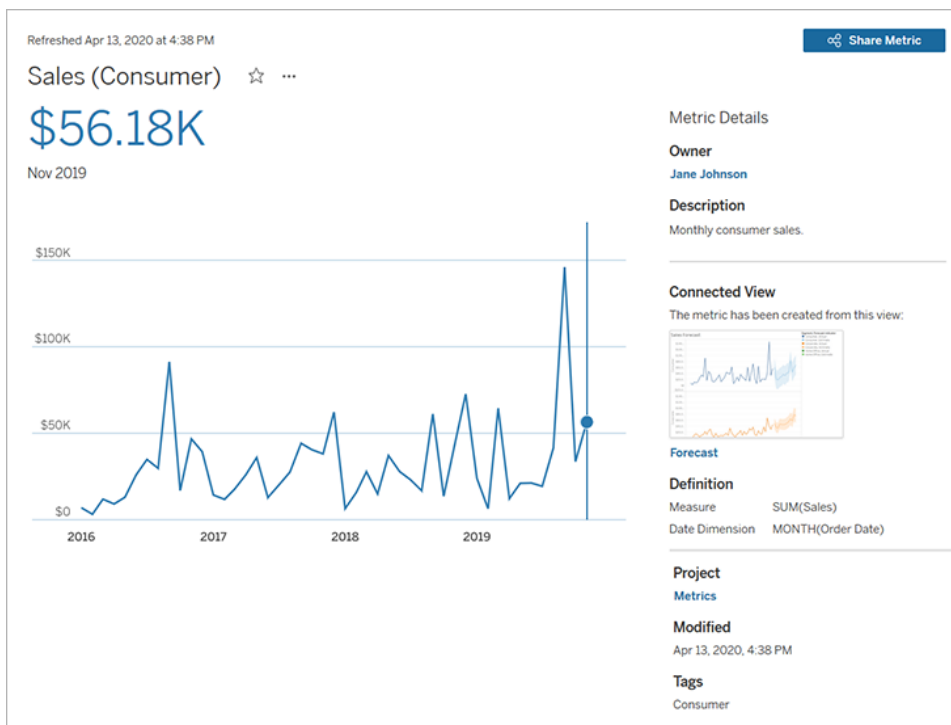 Refreshed Apr 13, 2020 at 4:38 PM
Share Metric
Sales (Consumer)
$56.18K
Nov 2019
$150K
$100K
$50K
$0
2016
2017
2018
2019
Metric Details
Owner
Jane Johnson
Description
Monthly consumer sales.
Connected View
The metric has been created from this view:
Sales Forecast
Forecast
Definition
Measure SUM(Sales)
Date Dimension MONTH(Order Date)
Project
Metrics
Modified
Apr 13, 2020, 4:38 PM
Tags
Consumer